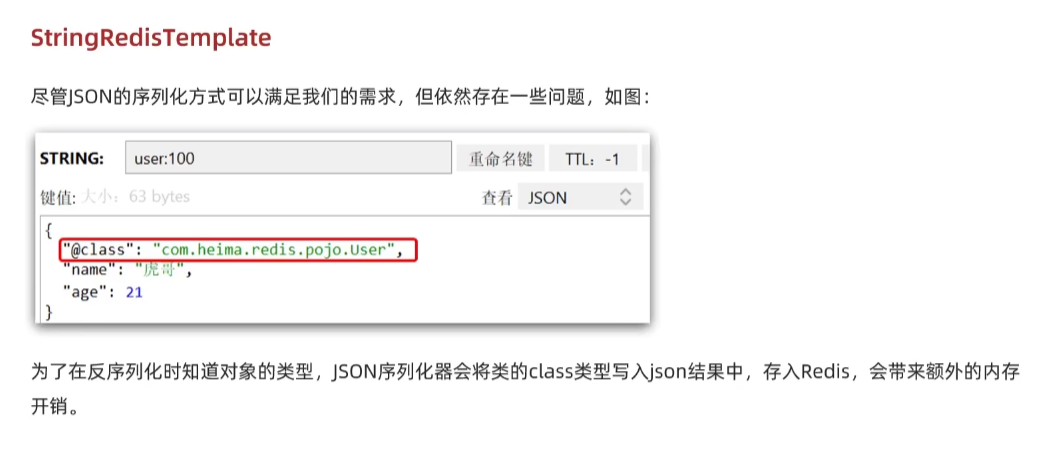 StringRedisTemplate
尽管JSON的序列化方式可以满足我们的需求，但依然存在一些问题，如图：
STRING: user:100 重命名键 TTL：-1
键值: 大小：63 bytes 查看 JSON
{
"@class": "com.heima.redis.pojo.User",
"name": "虎哥",
"age": 21
}
为了在反序列化时知道对象的类型，JSON序列化器会将类的class类型写入json结果中，存入Redis，会带来额外的内存
开销。